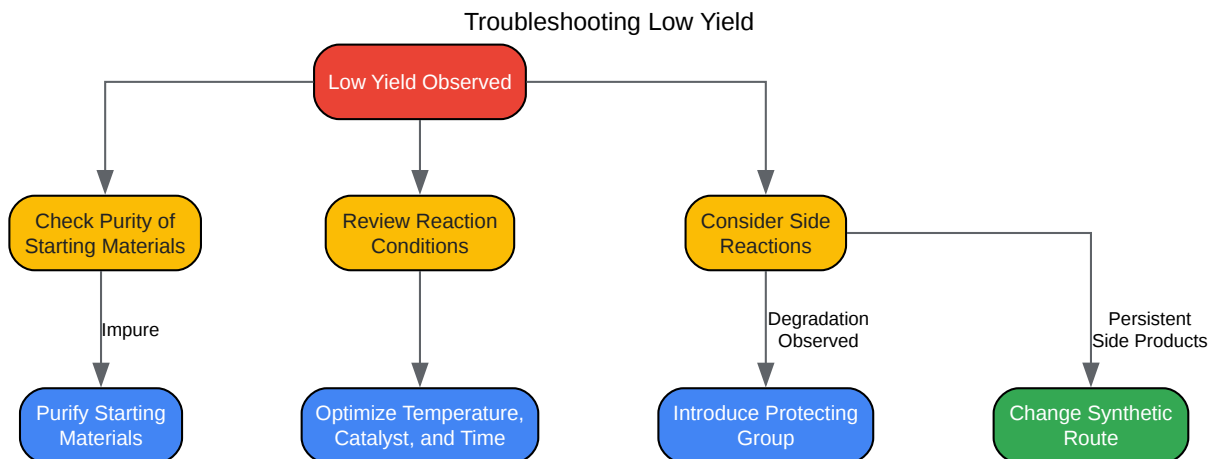 Troubleshooting Low Yield
Low Yield Observed
Check Purity of
Starting Materials
Review Reaction
Conditions
Consider Side
Reactions
Impure
Degradation
Observed
Persistent
Side Products
Purify Starting
Materials
Optimize Temperature,
Catalyst, and Time
Introduce Protecting
Group
Change Synthetic
Route